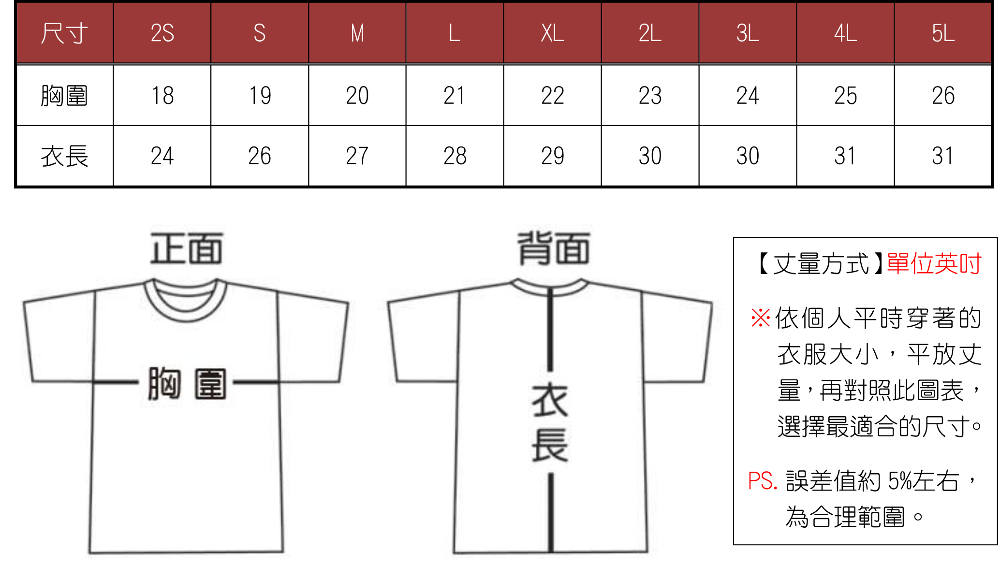 尺寸 2S S M L XL 2L 3L 4L 5L
胸圍 18 19 20 21 22 23 24 25 26
衣長 24 26 27 28 29 30 30 31 31
正面
胸圍
背面
衣長
【丈量方式】單位英吋
※依個人平時穿著的
衣服大小，平放丈
量，再對照此圖表，
選擇最適合的尺寸。
PS. 誤差值約 5%左右，
為合理範圍。